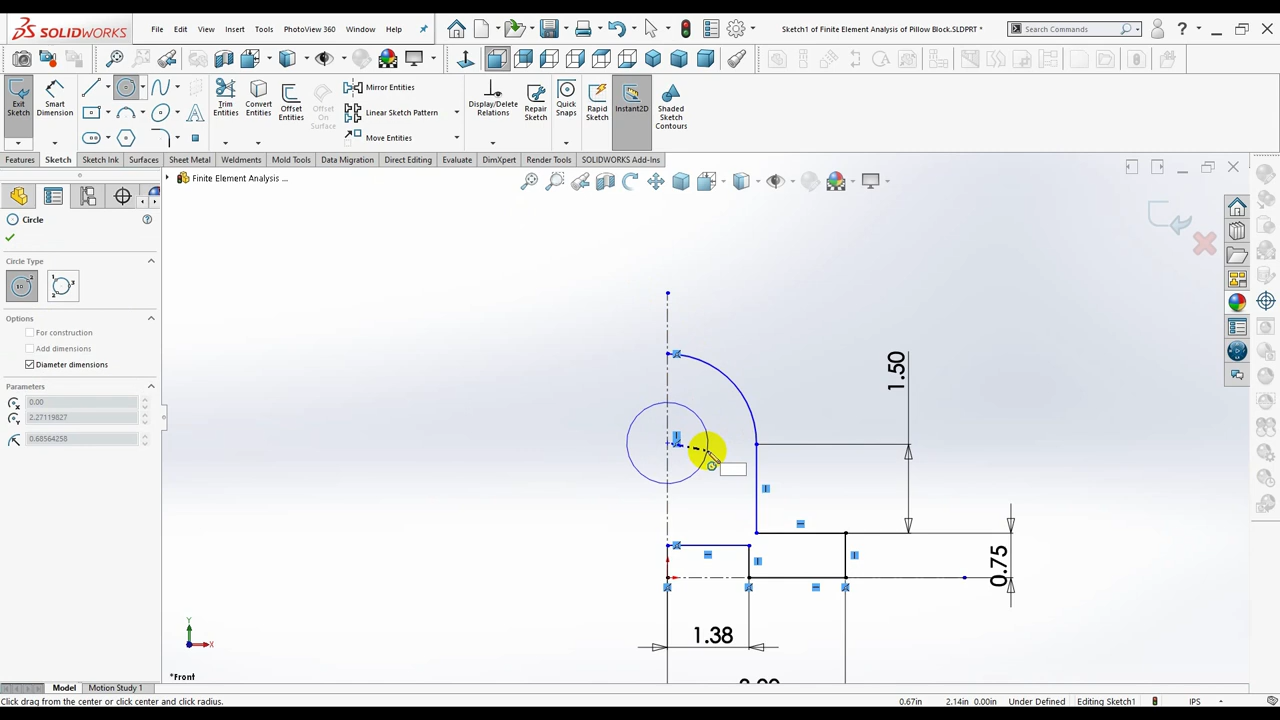 SOLIDWORKS
File
Edit
View
Insert
Tools
PhotoView 360
Window
Help
Sketch1 of Finite Element Analysis of Pillow Block.SLDPRT *
Search Commands
Exit Sketch
Smart Dimension
Trim Entities
Convert Entities
Offset Entities
Offset On Surface
Mirror Entities
Linear Sketch Pattern
Move Entities
Display/Delete Relations
Repair Sketch
Quick Snaps
Rapid Sketch
Instant2D
Shaded Sketch Contours
Features
Sketch
Sketch Ink
Surfaces
Sheet Metal
Weldments
Mold Tools
Data Migration
Direct Editing
Evaluate
DimXpert
Render Tools
SOLIDWORKS Add-Ins
Finite Element Analysis ...
Circle
Circle Type
Options
For construction
Add dimensions
Diameter dimensions
Parameters
0.00
2.27119827
0.68564258
1.50
0.75
1.38
Y
X
*Front
Model
Motion Study 1
Click drag from the center or click center and click radius.
0.67in
2.14in 0.00in
Under Defined
Editing Sketch1
IPS